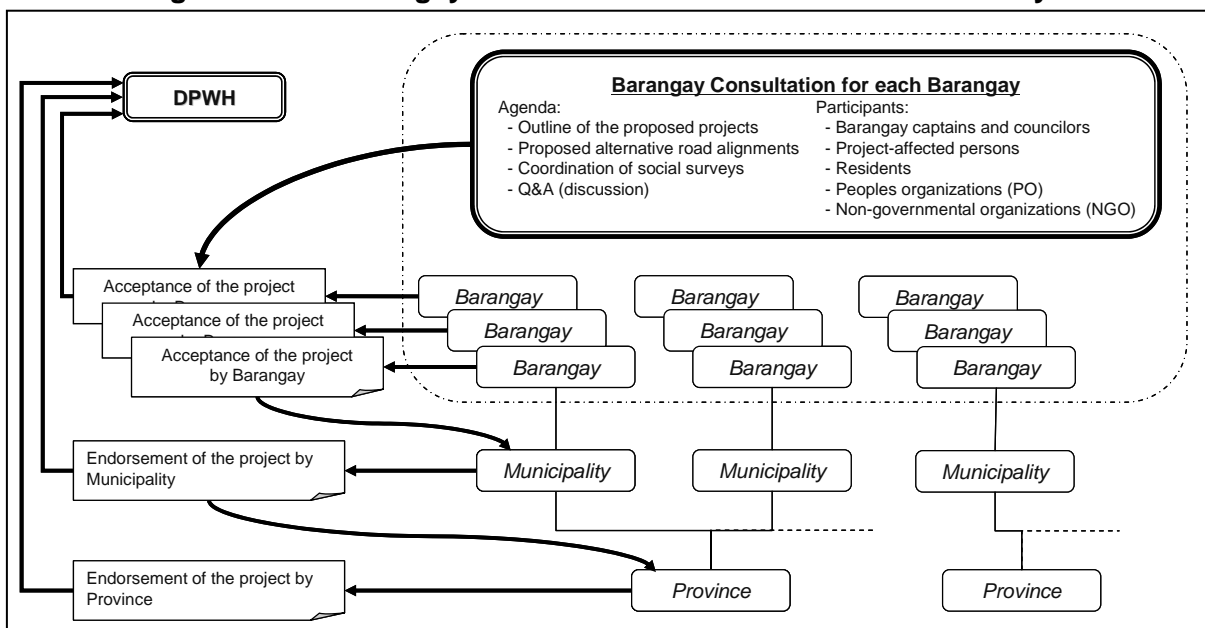 DPWH
Barangay Consultation for each Barangay
Agenda:
- Outline of the proposed projects
- Proposed alternative road alignments
- Coordination of social surveys
- Q&A (discussion)
Participants:
- Barangay captains and councilors
- Project-affected persons
- Residents
- Peoples organizations (PO)
- Non-governmental organizations (NGO)
Acceptance of the project
Acceptance of the project
Acceptance of the project
by Barangay
Barangay
Barangay
Barangay
Barangay
Barangay
Barangay
Barangay
Barangay
Barangay
Endorsement of the project by
Municipality
Municipality
Municipality
Municipality
Endorsement of the project by
Province
Province
Province